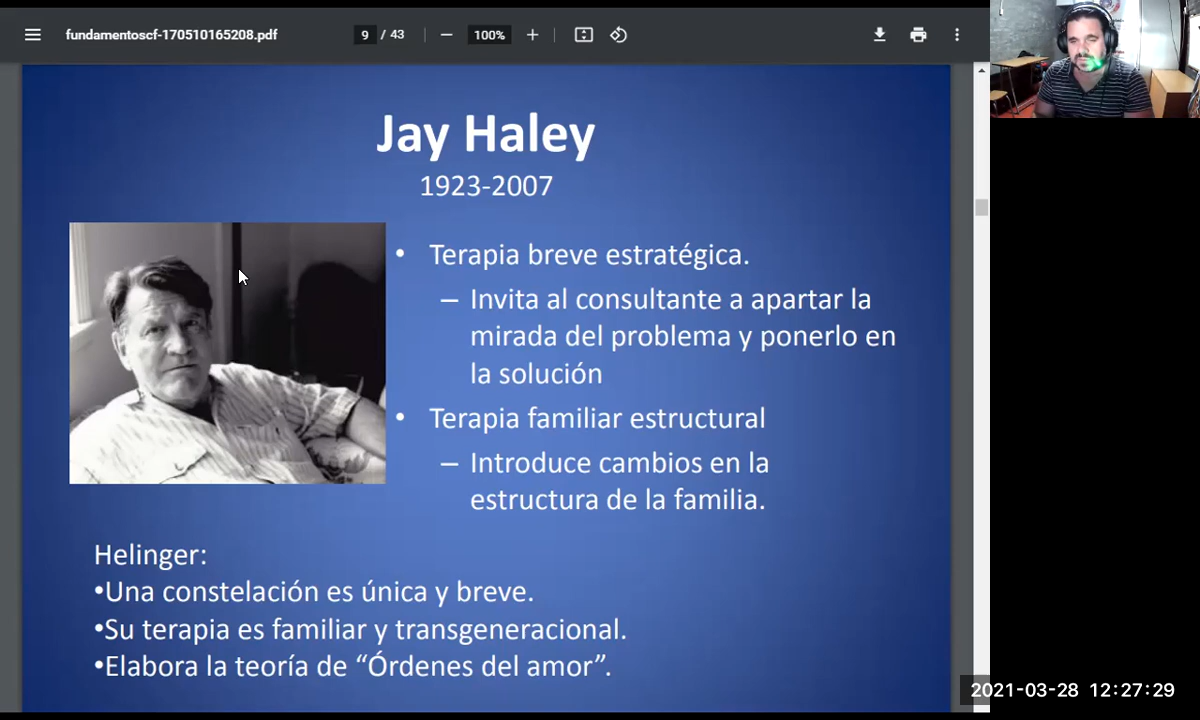 fundamentoscf-170510165208.pdf
9 / 43
100%
Jay Haley
1923-2007
• Terapia breve estratégica.
– Invita al consultante a apartar la
mirada del problema y ponerlo en
la solución
• Terapia familiar estructural
– Introduce cambios en la
estructura de la familia.
Helinger:
•Una constelación es única y breve.
•Su terapia es familiar y transgeneracional.
•Elabora la teoría de “Órdenes del amor”.
2021-03-28 12:27:29